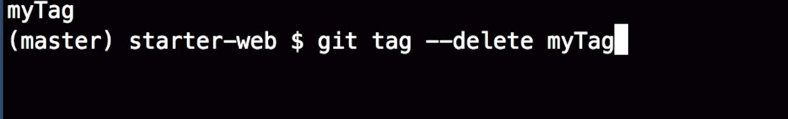 myTag
(master) starter-web $ git tag --delete myTag